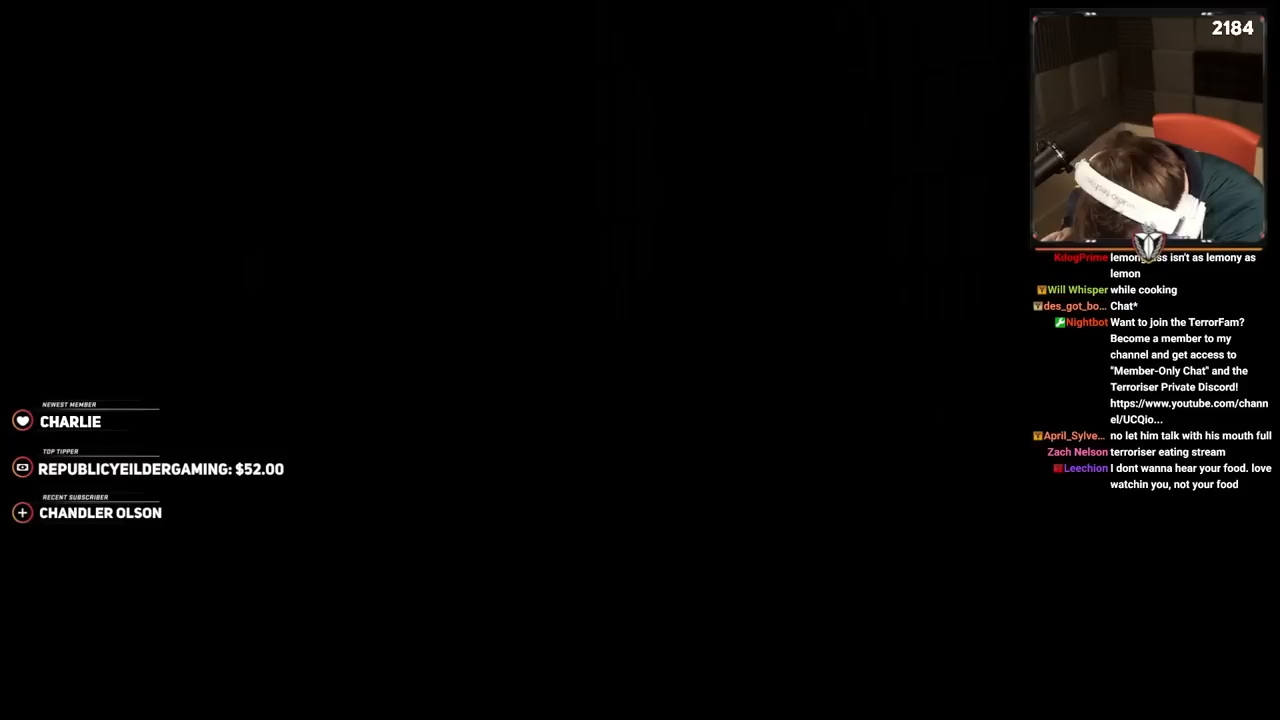 2184
KdogPrime lemongrass isn't as lemony as
lemon
Will Whisper while cooking
des_got_bo... Chat*
Nightbot Want to join the TerrorFam?
Become a member to my
channel and get access to
"Member-Only Chat" and the
Terroriser Private Discord!
https://www.youtube.com/chann
el/UCQio...
April_Sylve... no let him talk with his mouth full
Zach Nelson terroriser eating stream
Leechion I dont wanna hear your food. love
watchin you, not your food
NEWEST MEMBER
CHARLIE
TOP TIPPER
REPUBLICYEILDERGAMING: $52.00
RECENT SUBSCRIBER
CHANDLER OLSON